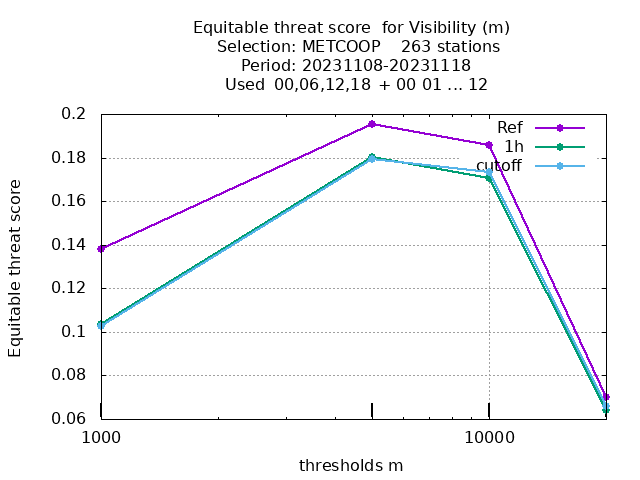 Equitable threat score  for Visibility (m)
Selection: METCOOP    263 stations
Period: 20231108-20231118
Used  00,06,12,18 + 00 01 ... 12
0.2
0.18
0.16
0.14
0.12
0.1
0.08
0.06
Equitable threat score
Ref
1h
cutoff
1000
10000
thresholds m